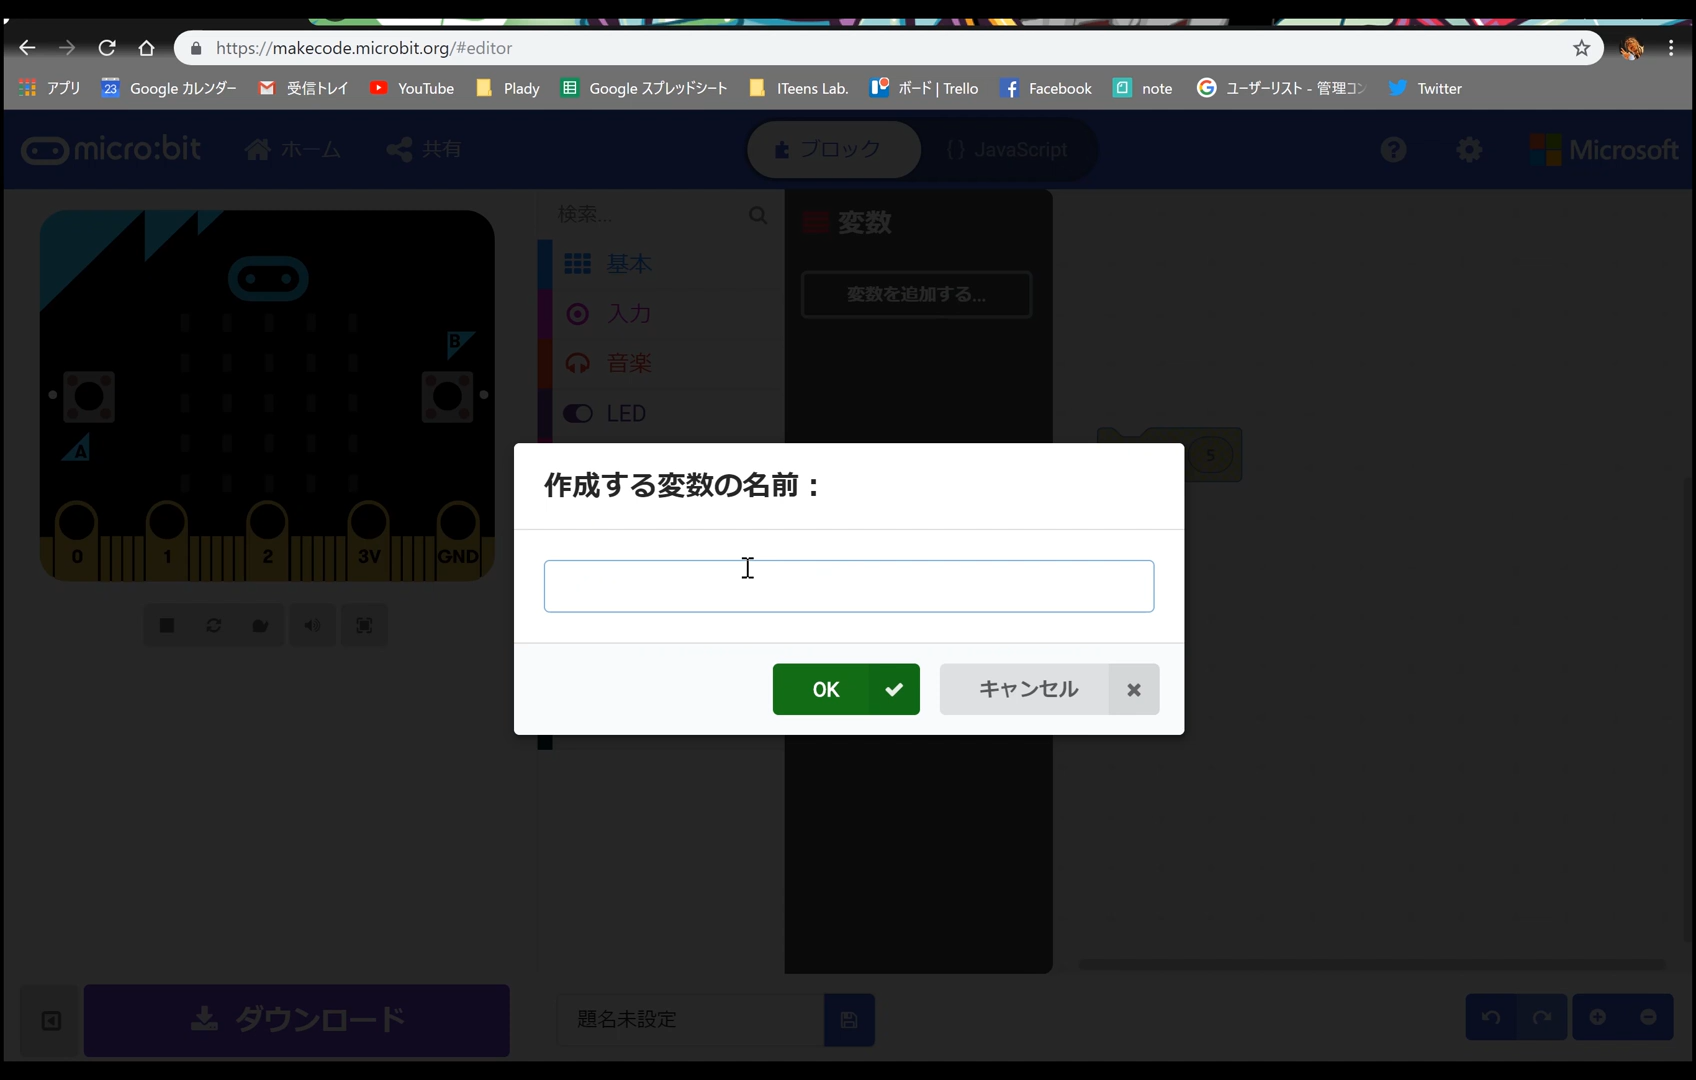 https://makecode.microbit.org/#editor
アプリ 23 Google カレンダー 受信トレイ YouTube Plady Google スプレッドシート ITeens Lab. ボード | Trello Facebook note ユーザーリスト - 管理コン Twitter
micro:bit ホーム 共有 ブロック {} JavaScript Microsoft
検索...
変数
基本
変数を追加する...
入力
音楽
LED
B
A
0 1 2 3V GND
5
作成する変数の名前：
OK キャンセル
ダウンロード 題名未設定